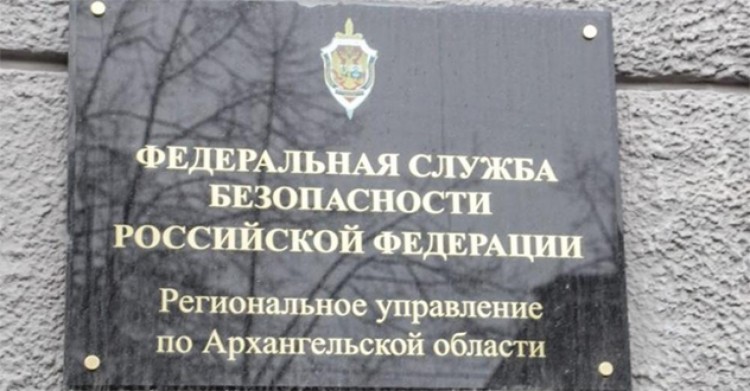 ФЕДЕРАЛЬНАЯ СЛУЖБА
БЕЗОПАСНОСТИ
РОССИЙСКОЙ ФЕДЕРАЦИИ
Региональное управление
по Архангельской области